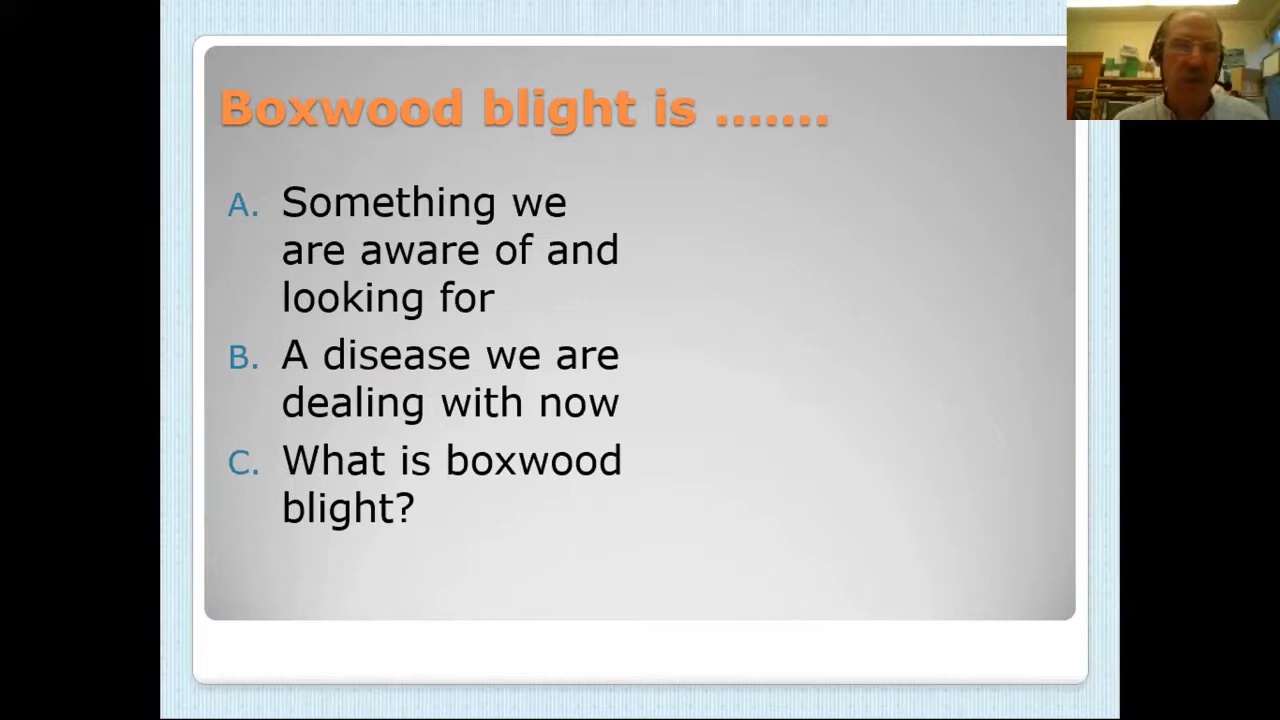 Boxwood blight is .......
A. Something we
are aware of and
looking for
B. A disease we are
dealing with now
C. What is boxwood
blight?